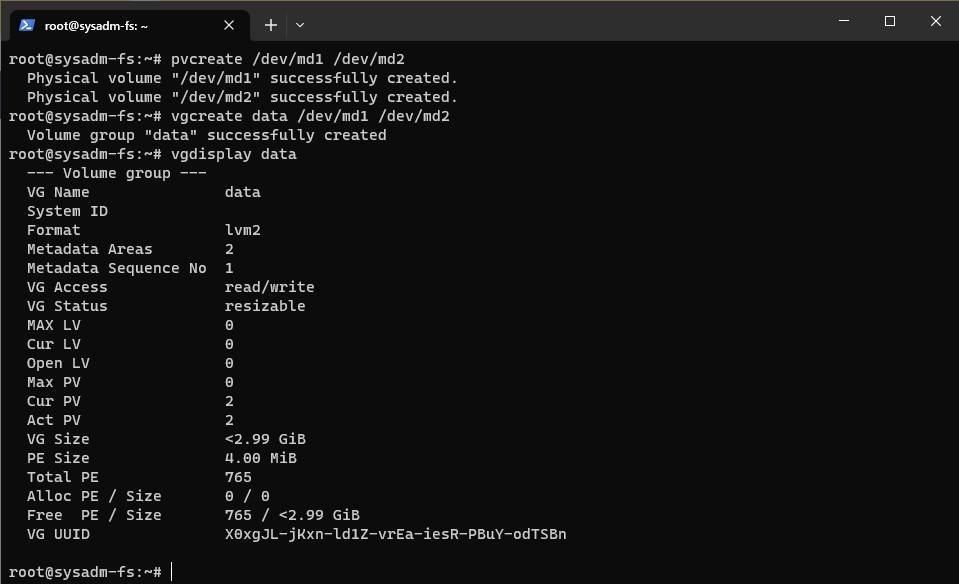 root@sysadm-fs: ~
root@sysadm-fs:~# pvcreate /dev/md1 /dev/md2
  Physical volume "/dev/md1" successfully created.
  Physical volume "/dev/md2" successfully created.
root@sysadm-fs:~# vgcreate data /dev/md1 /dev/md2
  Volume group "data" successfully created
root@sysadm-fs:~# vgdisplay data
  --- Volume group ---
  VG Name               data
  System ID
  Format                lvm2
  Metadata Areas        2
  Metadata Sequence No  1
  VG Access             read/write
  VG Status             resizable
  MAX LV                0
  Cur LV                0
  Open LV               0
  Max PV                0
  Cur PV                2
  Act PV                2
  VG Size               <2.99 GiB
  PE Size               4.00 MiB
  Total PE              765
  Alloc PE / Size       0 / 0
  Free  PE / Size       765 / <2.99 GiB
  VG UUID               X0xgJL-jKxn-ld1Z-vrEa-iesR-PBuY-odTSBn
root@sysadm-fs:~#